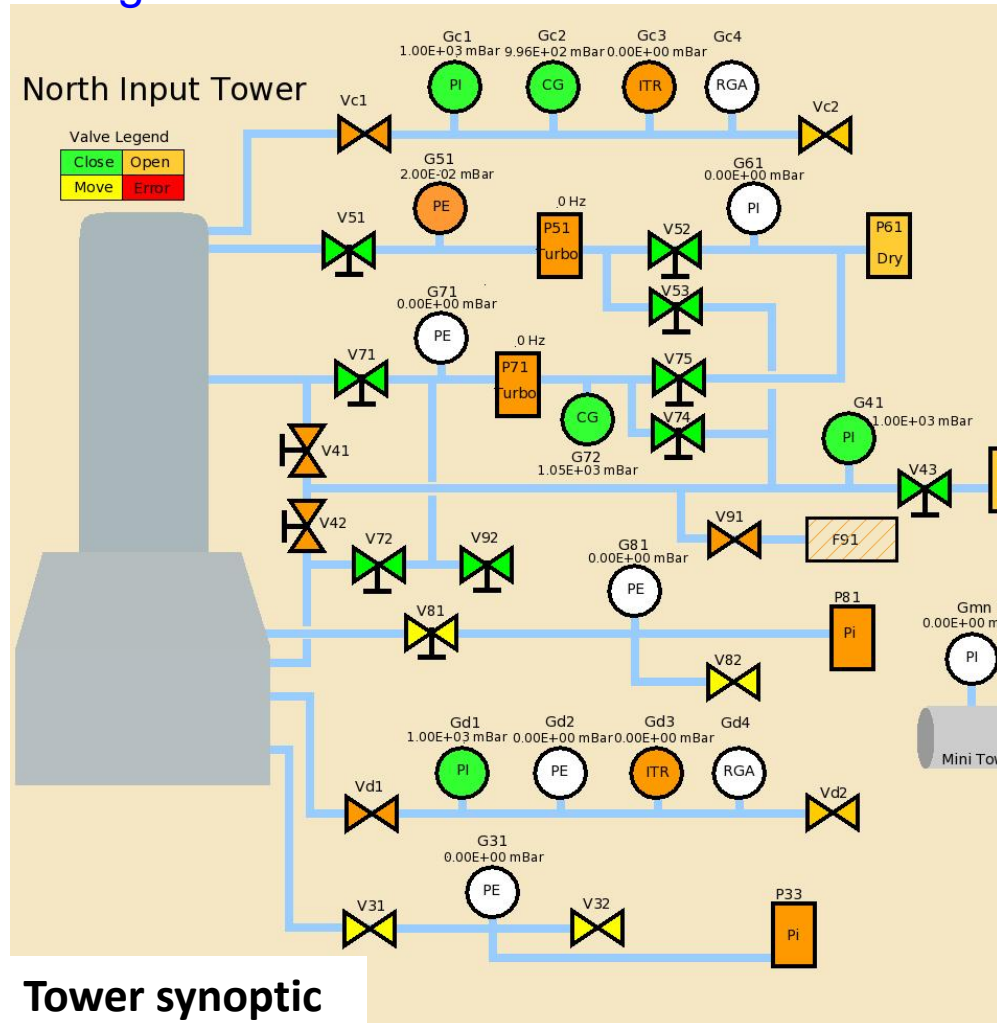 North Input Tower
Valve Legend
Close Open
Move Error
Gc1
1.00E+03 mBar
PI
Gc2
9.96E+02 mBar
CG
Gc3
0.00E+00 mBar
ITR
Gc4
RGA
Vc1
Vc2
G51
2.00E-02 mBar
PE
V51
.0 Hz
P51
Turbo
V52
G61
0.00E+00 mBar
PI
P61
Dry
V53
G71
0.00E+00 mBar
PE
V71
.0 Hz
P71
Turbo
V75
CG
G72
1.05E+03 mBar
V74
G41
1.00E+03 mBar
PI
V41
V43
V42
V72
V92
V91
F91
G81
0.00E+00 mBar
PE
V81
P81
Pi
V82
Gmn
0.00E+00 m
PI
Mini Tow
Gd1
1.00E+03 mBar
PI
Gd2
0.00E+00 mBar
PE
Gd3
0.00E+00 mBar
ITR
Gd4
RGA
Vd1
Vd2
G31
0.00E+00 mBar
PE
V31
V32
P33
Pi
Tower synoptic